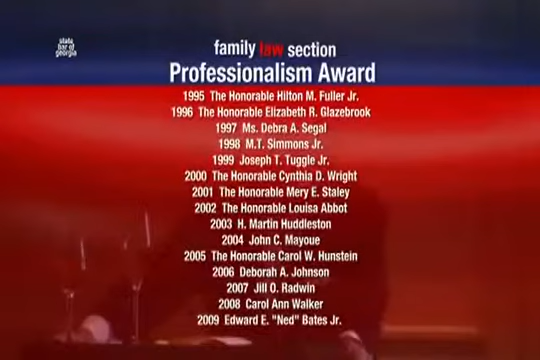 state
bar of
georgia
family law section
Professionalism Award
1995 The Honorable Hilton M. Fuller Jr.
1996 The Honorable Elizabeth R. Glazebrook
1997 Ms. Debra A. Segal
1998 M.T. Simmons Jr.
1999 Joseph T. Tuggle Jr.
2000 The Honorable Cynthia D. Wright
2001 The Honorable Mery E. Staley
2002 The Honorable Louisa Abbot
2003 H. Martin Huddleston
2004 John C. Mayoue
2005 The Honorable Carol W. Hunstein
2006 Deborah A. Johnson
2007 Jill O. Radwin
2008 Carol Ann Walker
2009 Edward E. "Ned" Bates Jr.